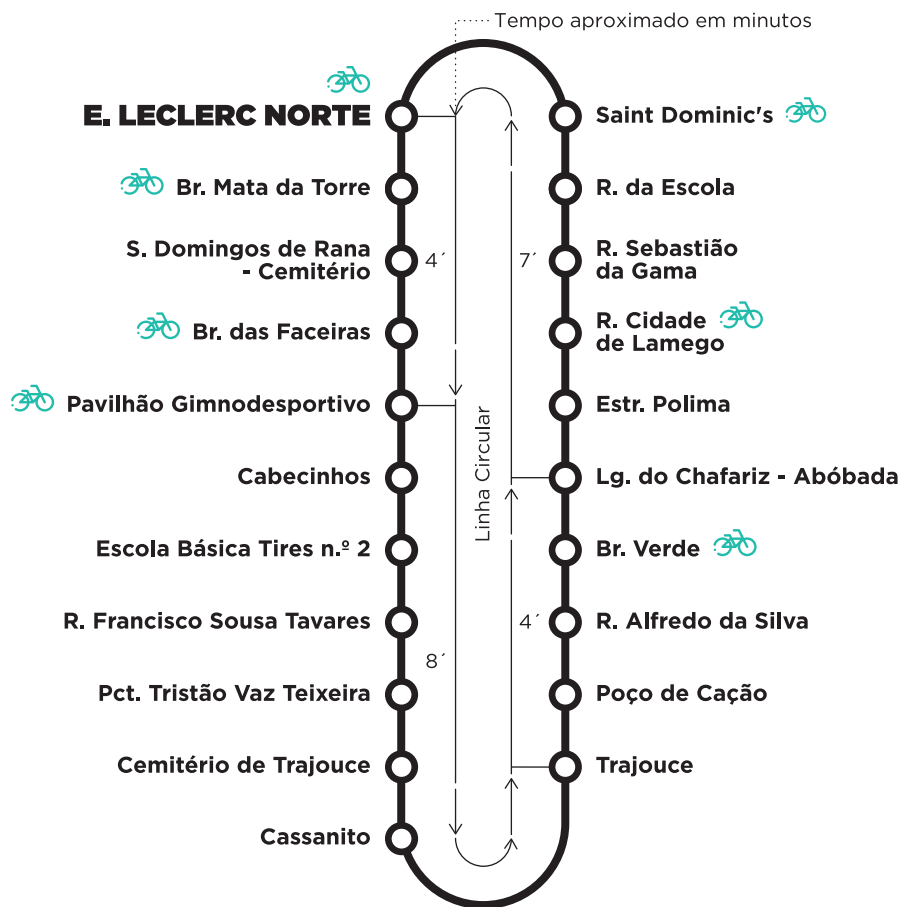 Tempo aproximado em minutos
E. LECLERC NORTE
Br. Mata da Torre
S. Domingos de Rana
- Cemitério
Br. das Faceiras
Pavilhão Gimnodesportivo
Cabecinhos
Escola Básica Tires n.º 2
R. Francisco Sousa Tavares
Pct. Tristão Vaz Teixeira
Cemitério de Trajouce
Cassanito
4´
8´
Linha Circular
7´
4´
Saint Dominic's
R. da Escola
R. Sebastião
da Gama
R. Cidade
de Lamego
Estr. Polima
Lg. do Chafariz - Abóbada
Br. Verde
R. Alfredo da Silva
Poço de Cação
Trajouce